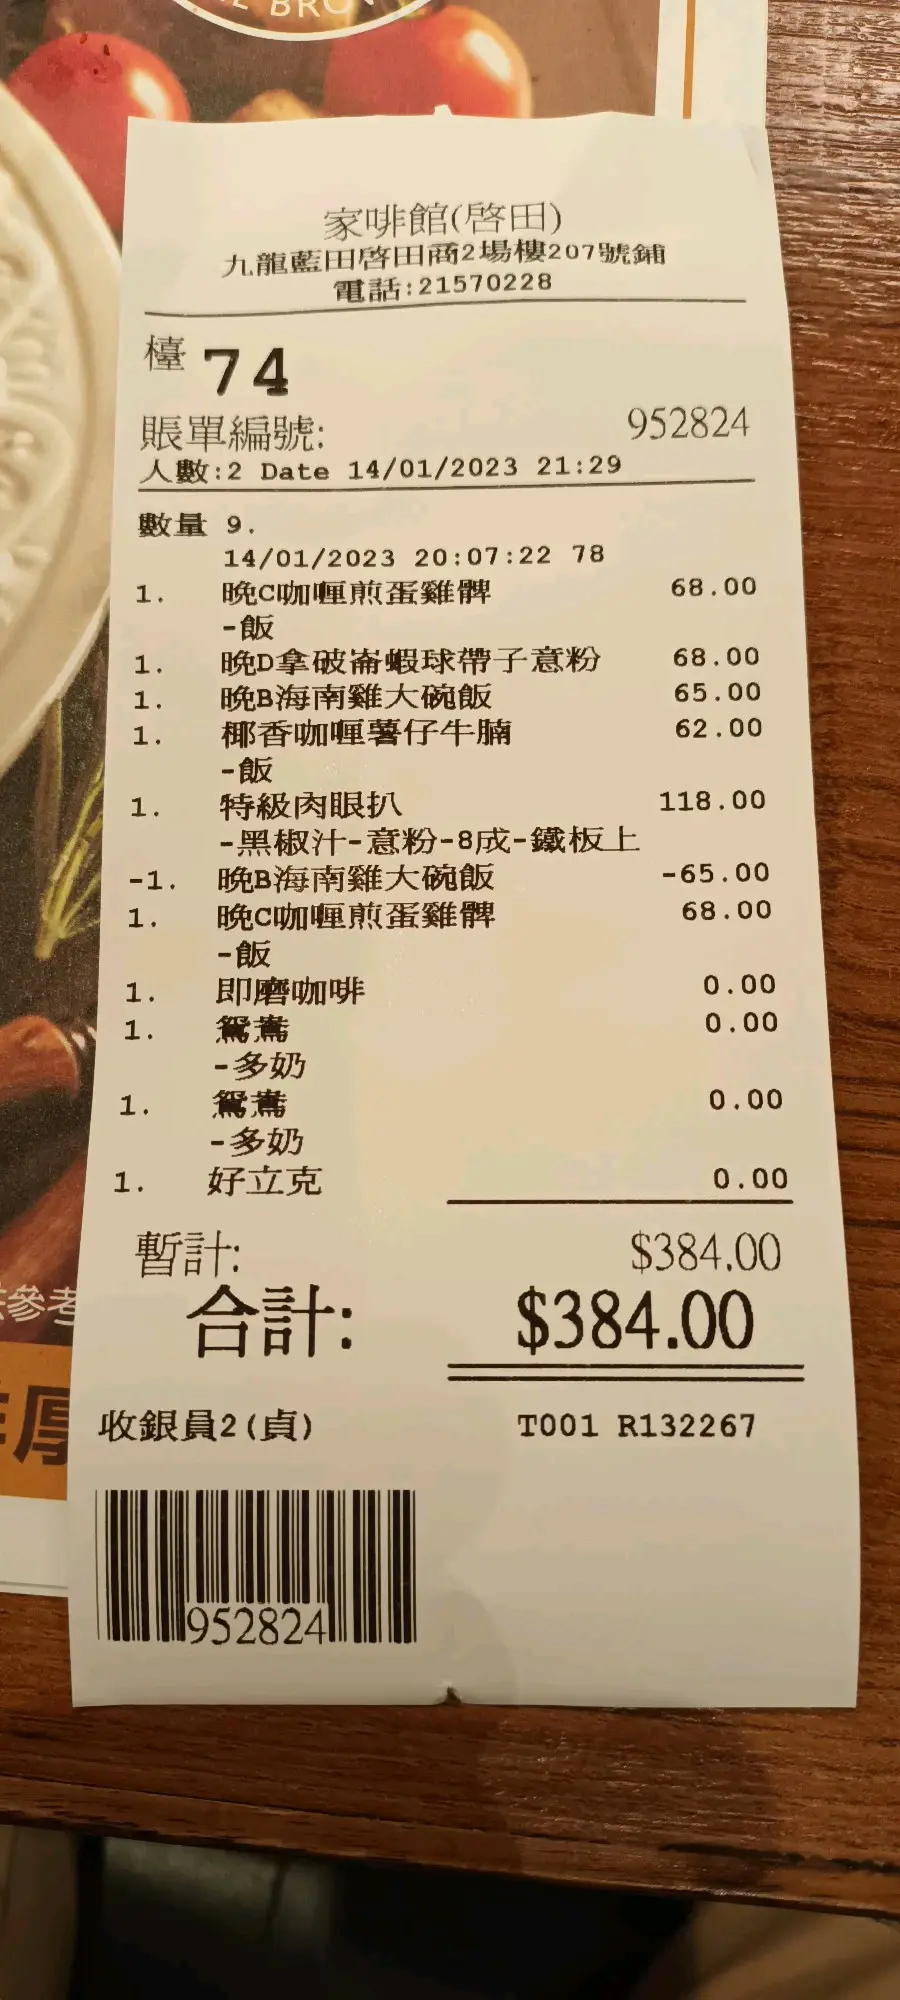 BRO
家啡館(啓田)
九龍藍田啓田商2場樓207號鋪
電話:21570228
檯 74
賬單編號: 952824
人數:2 Date 14/01/2023 21:29
數量 9.
14/01/2023 20:07:22 78
1. 晚C咖喱煎蛋雞髀 68.00
-飯
1. 晚D拿破崙蝦球帶子意粉 68.00
1. 晚B海南雞大碗飯 65.00
1. 椰香咖喱薯仔牛腩 62.00
-飯
1. 特級肉眼扒 118.00
-黑椒汁-意粉-8成-鐵板上
-1. 晚B海南雞大碗飯 -65.00
1. 晚C咖喱煎蛋雞髀 68.00
-飯
1. 即磨咖啡 0.00
1. 鴛鴦 0.00
-多奶
1. 鴛鴦 0.00
-多奶
1. 好立克 0.00
暫計: $384.00
合計: $384.00
參考
厚
收銀員2(貞) T001 R132267
952824